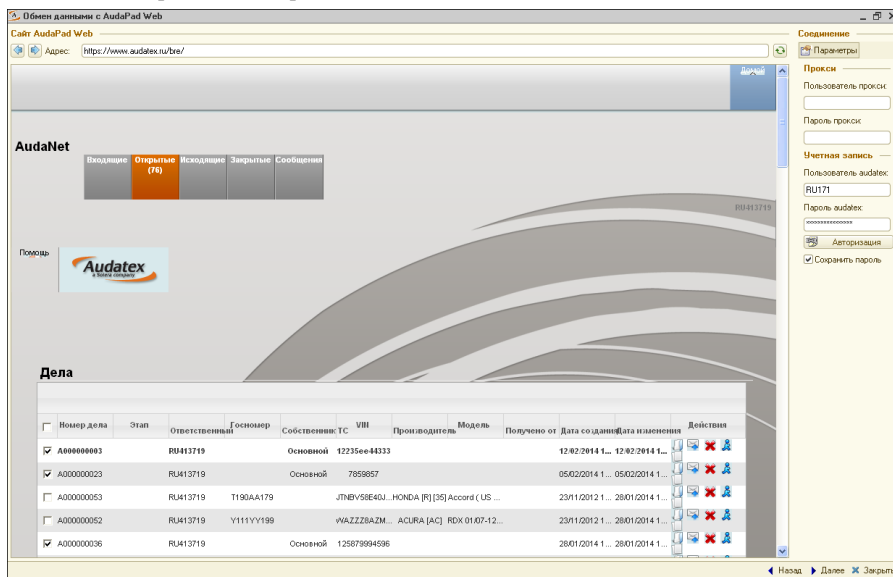 Обмен данными с AudaPad Web
Сайт AudaPad Web
Адрес: https://www.audatex.ru/bre/
Домой
AudaNet
Входящие Открытые (76) Исходящие Закрытые Сообщения
RU413719
Помощь
Audatex
a Solera company
Дела
Номер дела Этап Ответственный Госномер Собственник ТС VIN Производитель Модель Получено от Дата создания Дата изменения Действия
A000000003 RU413719 Основной 12235ee44333 12/02/2014 1... 12/02/2014 1...
A000000023 RU413719 Основной 7859857 05/02/2014 1... 05/02/2014 1...
A000000053 RU413719 T190AA179 JTNBV58E40J... HONDA [R] [35] Accord ( US ... 23/11/2012 1... 28/01/2014 1...
A000000052 RU413719 Y111YY199 VAZZZ8AZM... ACURA [AC] RDX 01/07-12... 23/11/2012 1... 28/01/2014 1...
A000000036 RU413719 Основной 125879994596 28/01/2014 1... 28/01/2014 1...
Соединение
Параметры
Прокси
Пользователь прокси:
Пароль прокси:
Учетная запись
Пользователь audatex:
RU171
Пароль audatex:
***************
Авторизация
Сохранить пароль
Назад Далее Закрыть